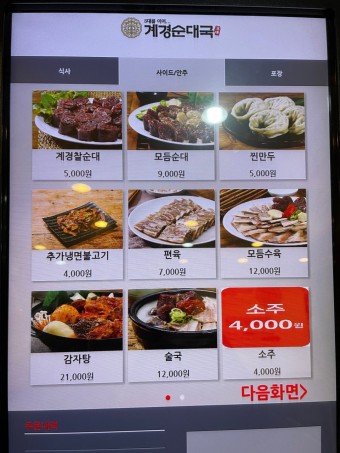 계경순대국
식사
사이드/안주
포장
계경찰순대
5,000원
모듬순대
9,000원
찐만두
5,000원
추가냉면불고기
4,000원
편육
7,000원
모듬수육
12,000원
감자탕
21,000원
술국
12,000원
소주
4,000원
소주
4,000원
다음화면>